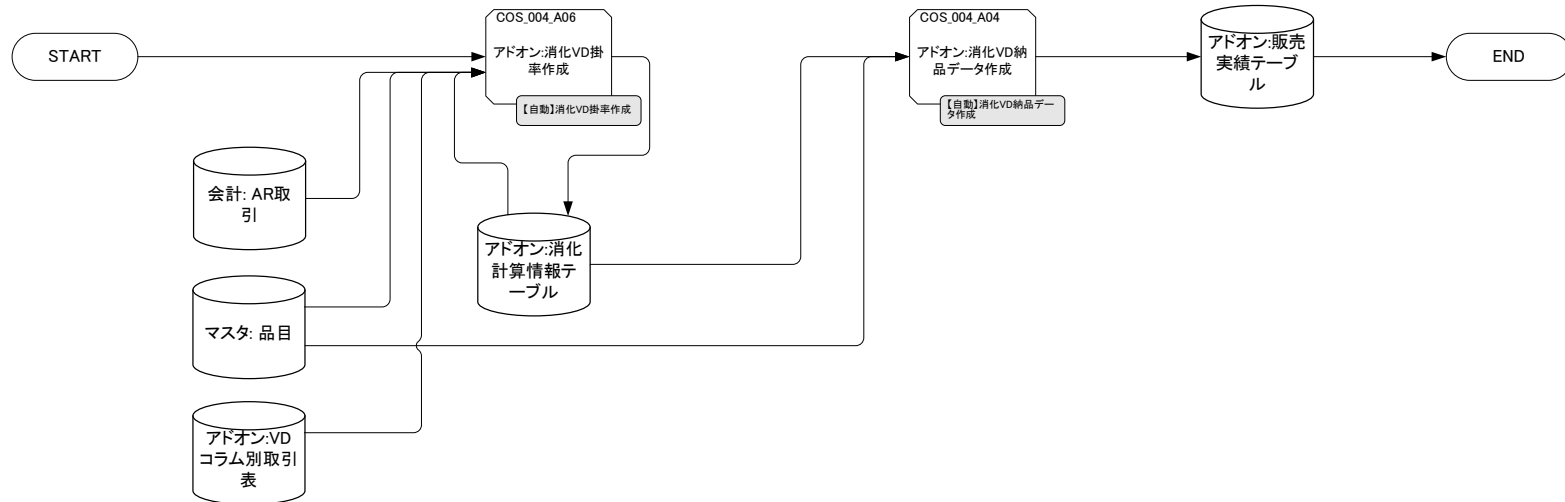 START
COS_004_A06
アドオン:消化VD掛
率作成
【自動】消化VD掛率作成
COS_004_A04
アドオン:消化VD納
品データ作成
【自動】消化VD納品デー
タ作成
アドオン:販売
実績テーブ
ル
END
会計: AR取
引
アドオン:消化
計算情報テ
ーブル
マスタ: 品目
アドオン:VD
コラム別取引
表